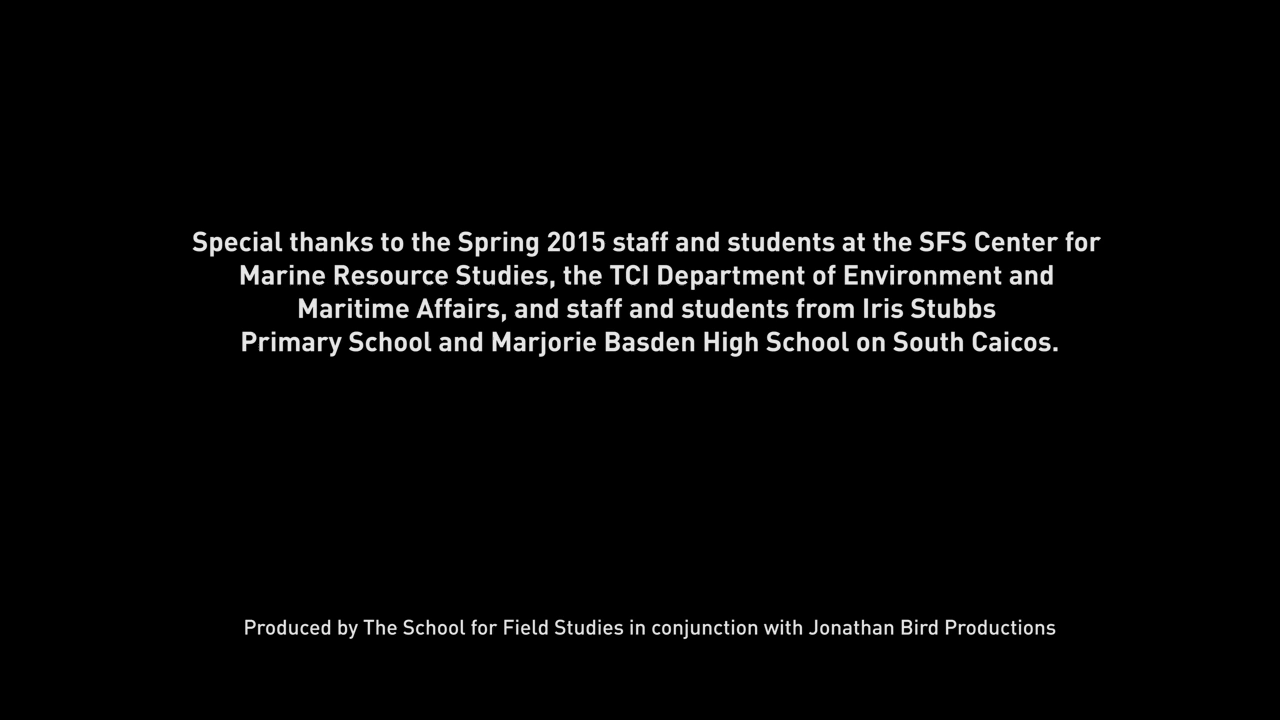 Special thanks to the Spring 2015 staff and students at the SFS Center for
Marine Resource Studies, the TCI Department of Environment and
Maritime Affairs, and staff and students from Iris Stubbs
Primary School and Marjorie Basden High School on South Caicos.
Produced by The School for Field Studies in conjunction with Jonathan Bird Productions